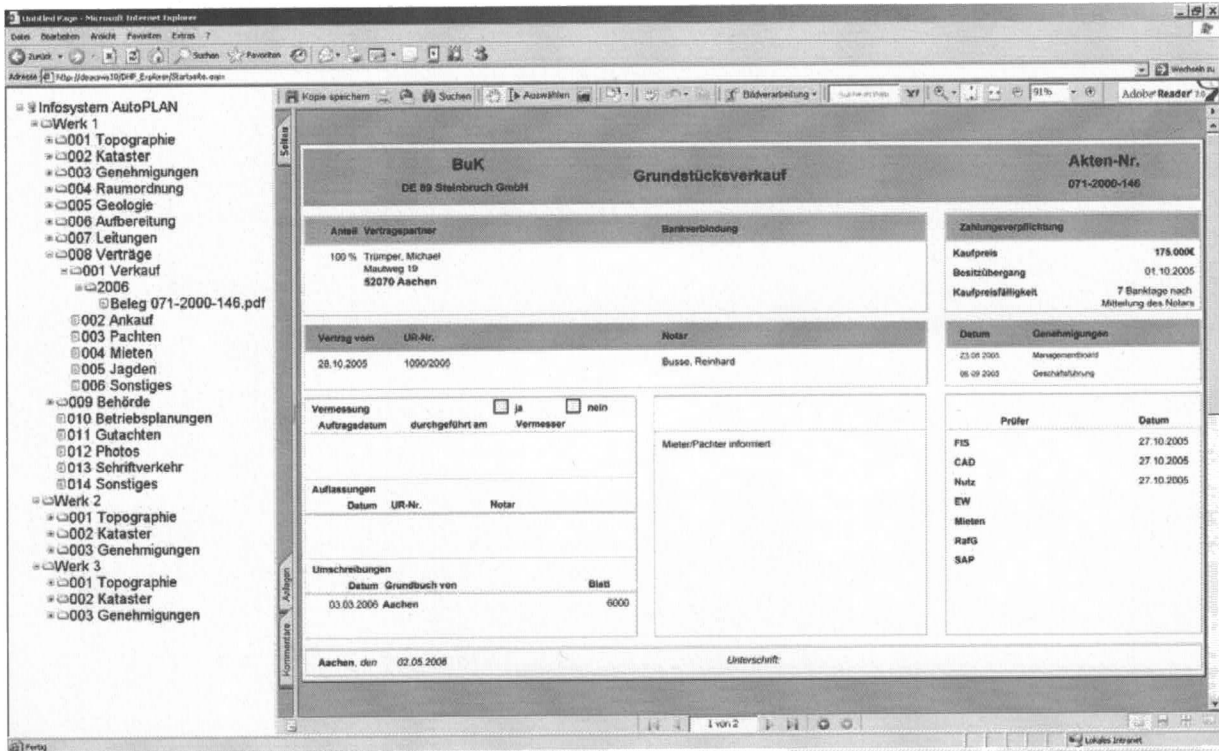 Untitled Page - Microsoft Internet Explorer
Datei Bearbeiten Ansicht Favoriten Extras ?
Zurück Suchen Favoriten
Adresse Wechseln zu
Kopie speichern Suchen Auswählen Bildverarbeitung 91% Adobe Reader 7.0
Infosystem AutoPLAN
Werk 1
001 Topographie
002 Kataster
003 Genehmigungen
004 Raumordnung
005 Geologie
006 Aufbereitung
007 Leitungen
008 Verträge
001 Verkauf
2006
Beleg 071-2000-146.pdf
002 Ankauf
003 Pachten
004 Mieten
005 Jagden
006 Sonstiges
009 Behörde
010 Betriebsplanungen
011 Gutachten
012 Photos
013 Schriftverkehr
014 Sonstiges
Werk 2
001 Topographie
002 Kataster
003 Genehmigungen
Werk 3
001 Topographie
002 Kataster
003 Genehmigungen
Seiten
Anlagen
Kommentare
BuK
DE 89 Steinbruch GmbH
Grundstücksverkauf
Akten-Nr.
071-2000-146
Anteil Vertragspartner Bankverbindung
100 % Trümper, Michael
Mautweg 19
52070 Aachen
Zahlungsverpflichtung
Kaufpreis 175.000€
Besitzübergang 01.10.2005
Kaufpreisfälligkeit 7 Banktage nach
Mitteilung des Notars
Vertrag vom UR-Nr. Notar
28.10.2005 1090/2005 Busse, Reinhard
Datum Genehmigungen
Managementboard
Geschäftsführung
Vermessung ja nein
Auftragsdatum durchgeführt am Vermesser
Auflassungen
Datum UR-Nr. Notar
Umschreibungen
Datum Grundbuch von Blatt
03.03.2006 Aachen 6000
Mieter/Pächter informiert
Prüfer Datum
FIS 27.10.2005
CAD 27.10.2005
Nutz 27.10.2005
EW
Mieten
RafG
SAP
Aachen, den 02.05.2006 Unterschrift:
1 von 2
Fertig Lokales Intranet